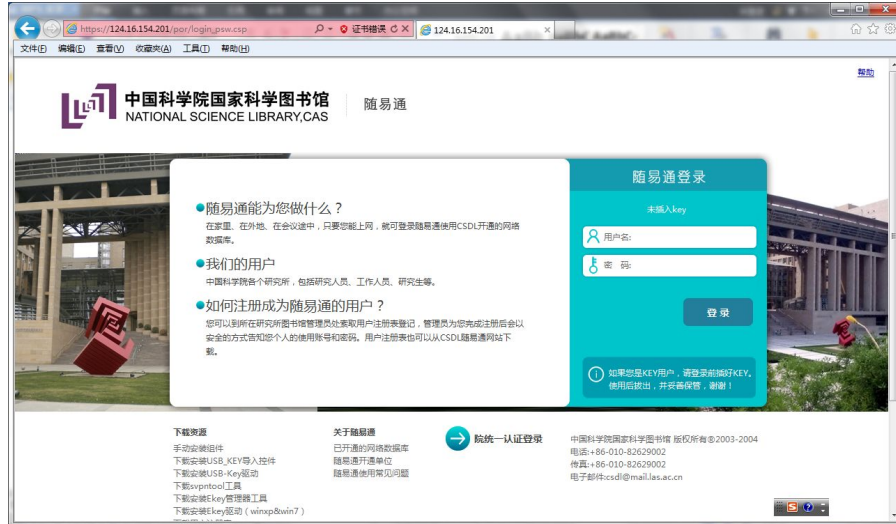 https://124.16.154.201/por/login_psw.csp
证书错误
124.16.154.201
文件(F) 编辑(E) 查看(V) 收藏夹(A) 工具(T) 帮助(H)
帮助
中国科学院国家科学图书馆
NATIONAL SCIENCE LIBRARY,CAS
随易通
随易通能为您做什么？
在家里、在外地、在会议途中，只要您能上网，就可登录随易通使用CSDL开通的网络
数据库。
我们的用户
中国科学院各个研究所，包括研究人员、工作人员、研究生等。
如何注册成为随易通的用户？
您可以到所在研究所图书馆管理员处索取用户注册表登记，管理员为您完成注册后会以
安全的方式告知您个人的使用账号和密码。用户注册表也可以从CSDL随易通网站下
载。
随易通登录
未插入key
用户名:
密 码:
登 录
如果您是KEY用户，请登录前插好KEY。
使用后拔出，并妥善保管，谢谢！
下载资源
手动安装组件
下载安装USB_KEY导入控件
下载安装USB-Key驱动
下载svpntool工具
下载安装Ekey管理器工具
下载安装Ekey驱动（winxp&win7）
关于随易通
已开通的网络数据库
随易通开通单位
随易通使用常见问题
院统一认证登录
中国科学院国家科学图书馆 版权所有©2003-2004
电话:+86-010-82629002
传真:+86-010-82629002
电子邮件:csdl@mail.las.ac.cn